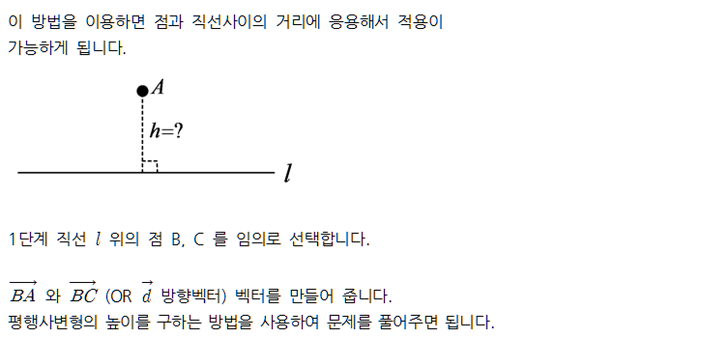 이 방법을 이용하면 점과 직선사이의 거리에 응용해서 적용이
가능하게 됩니다.
A
h=?
l
1단계 직선 l 위의 점 B, C 를 임의로 선택합니다.
BA 와 BC (OR d 방향벡터) 벡터를 만들어 줍니다.
평행사변형의 높이를 구하는 방법을 사용하여 문제를 풀어주면 됩니다.